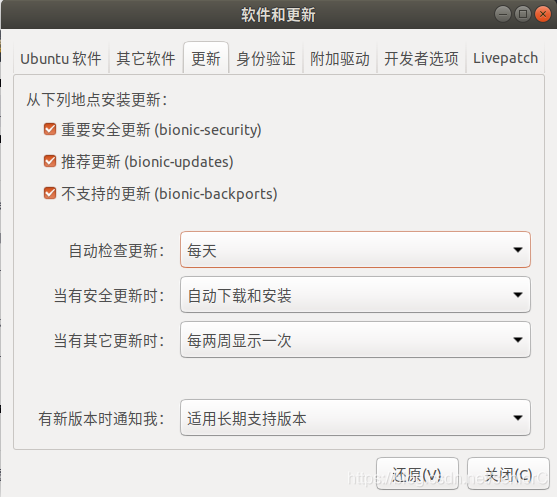 软件和更新
Ubuntu 软件 其它软件 更新 身份验证 附加驱动 开发者选项 Livepatch
从下列地点安装更新：
重要安全更新 (bionic-security)
推荐更新 (bionic-updates)
不支持的更新 (bionic-backports)
自动检查更新： 每天
当有安全更新时： 自动下载和安装
当有其它更新时： 每两周显示一次
有新版本时通知我： 适用长期支持版本
还原(V) 关闭(C)